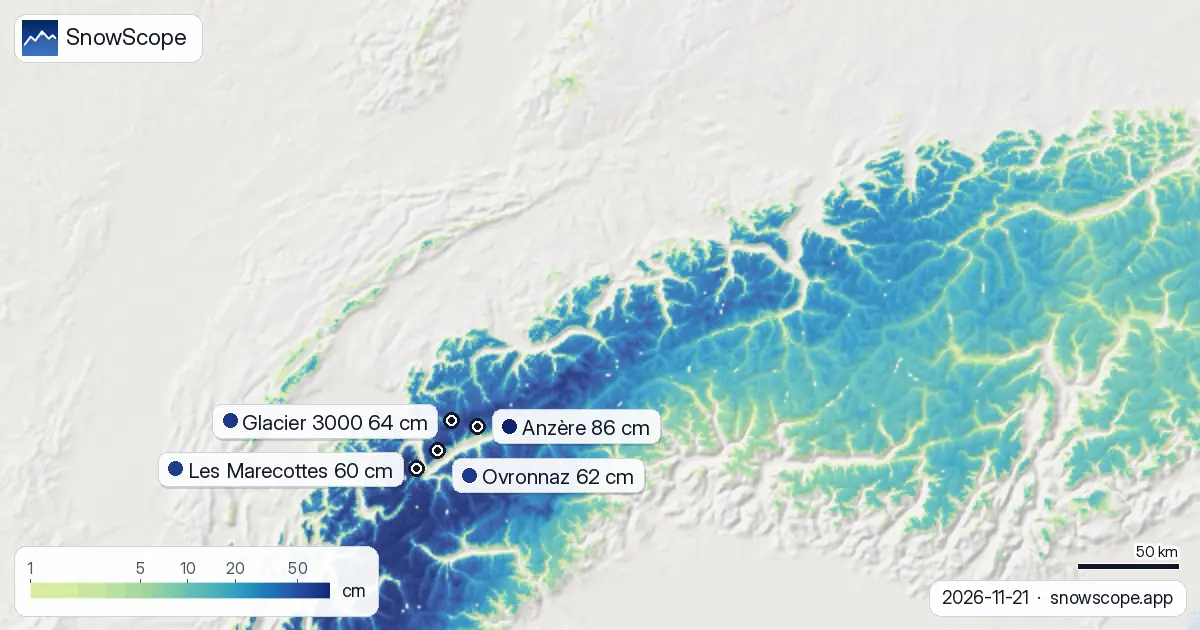 SnowScope
Glacier 3000 64 cm
Anzère 86 cm
Les Marecottes 60 cm
Ovronnaz 62 cm
1 5 10 20 50
cm
50 km
2026-11-21 · snowscope.app